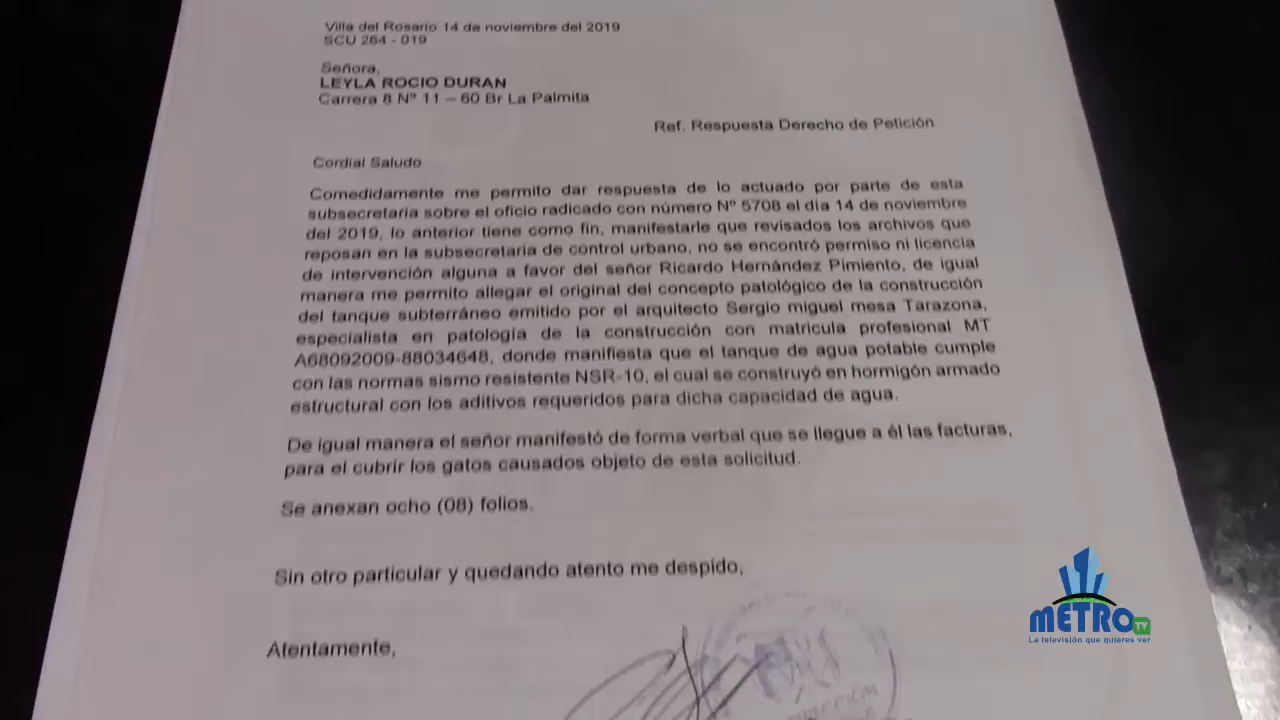 Villa del Rosario 14 de noviembre del 2019
SCU 264 - 019
Señora,
LEYLA ROCIO DURAN
Carrera 8 Nº 11 – 60 Br La Palmita
Ref. Respuesta Derecho de Petición
Cordial Saludo
Comedidamente me permito dar respuesta de lo actuado por parte de esta
subsecretaria sobre el oficio radicado con número Nº 5708 el día 14 de noviembre
del 2019, lo anterior tiene como fin, manifestarle que revisados los archivos que
reposan en la subsecretaria de control urbano, no se encontró permiso ni licencia
de intervención alguna a favor del señor Ricardo Hernández Pimiento, de igual
manera me permito allegar el original del concepto patológico de la construcción
del tanque subterráneo emitido por el arquitecto Sergio miguel mesa Tarazona,
especialista en patología de la construcción con matricula profesional MT
A68092009-88034648, donde manifiesta que el tanque de agua potable cumple
con las normas sismo resistente NSR-10, el cual se construyó en hormigón armado
estructural con los aditivos requeridos para dicha capacidad de agua.
De igual manera el señor manifestó de forma verbal que se llegue a él las facturas,
para el cubrir los gatos causados objeto de esta solicitud.
Se anexan ocho (08) folios.
Sin otro particular y quedando atento me despido,
Atentamente,
METRO TV
La televisión que quieres ver